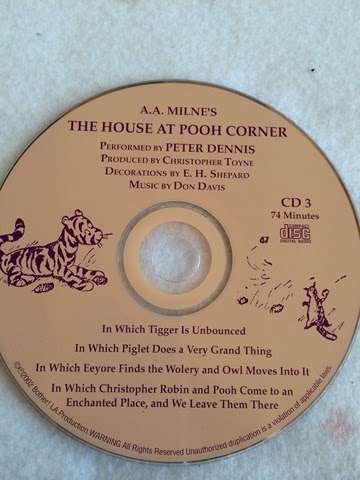 A.A. MILNE'S
THE HOUSE AT POOH CORNER
PERFORMED BY PETER DENNIS
PRODUCED BY CHRISTOPHER TOYNE
DECORATIONS BY E. H. SHEPARD
MUSIC BY DON DAVIS
CD 3
74 Minutes
COMPACT
disc
DIGITAL AUDIO
In Which Tigger Is Unbounced
In Which Piglet Does a Very Grand Thing
In Which Eeyore Finds the Wolery and Owl Moves Into It
In Which Christopher Robin and Pooh Come to an
Enchanted Place, and We Leave Them There
©℗2002 Bother! LA Production. WARNING All Rights Reserved Unauthorized duplication is a violation of applicable laws.